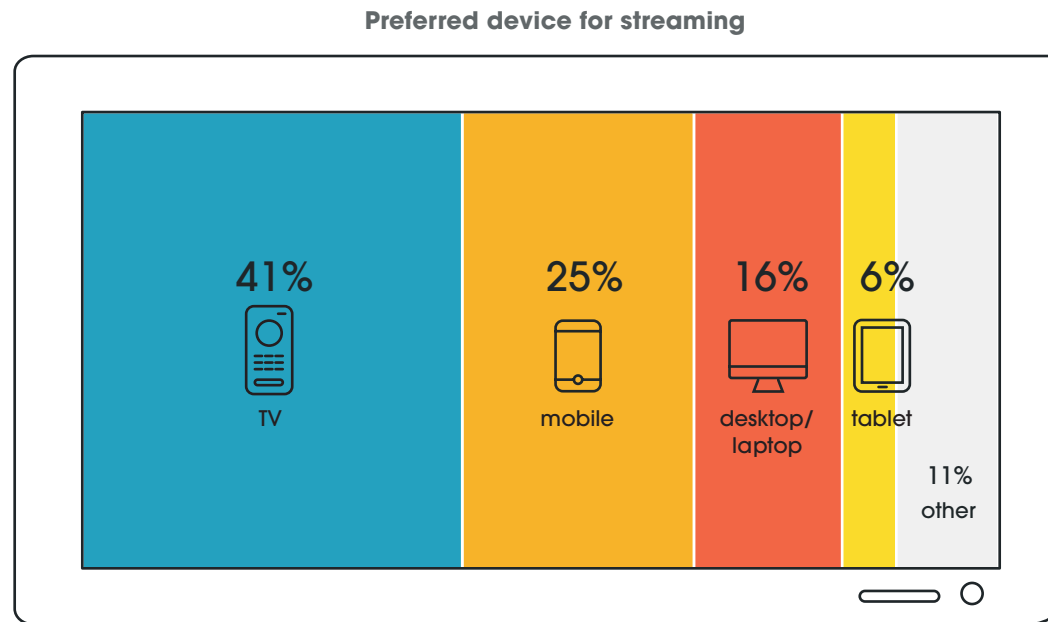 Preferred device for streaming
41%
TV
25%
mobile
16%
desktop/
laptop
6%
tablet
11%
other